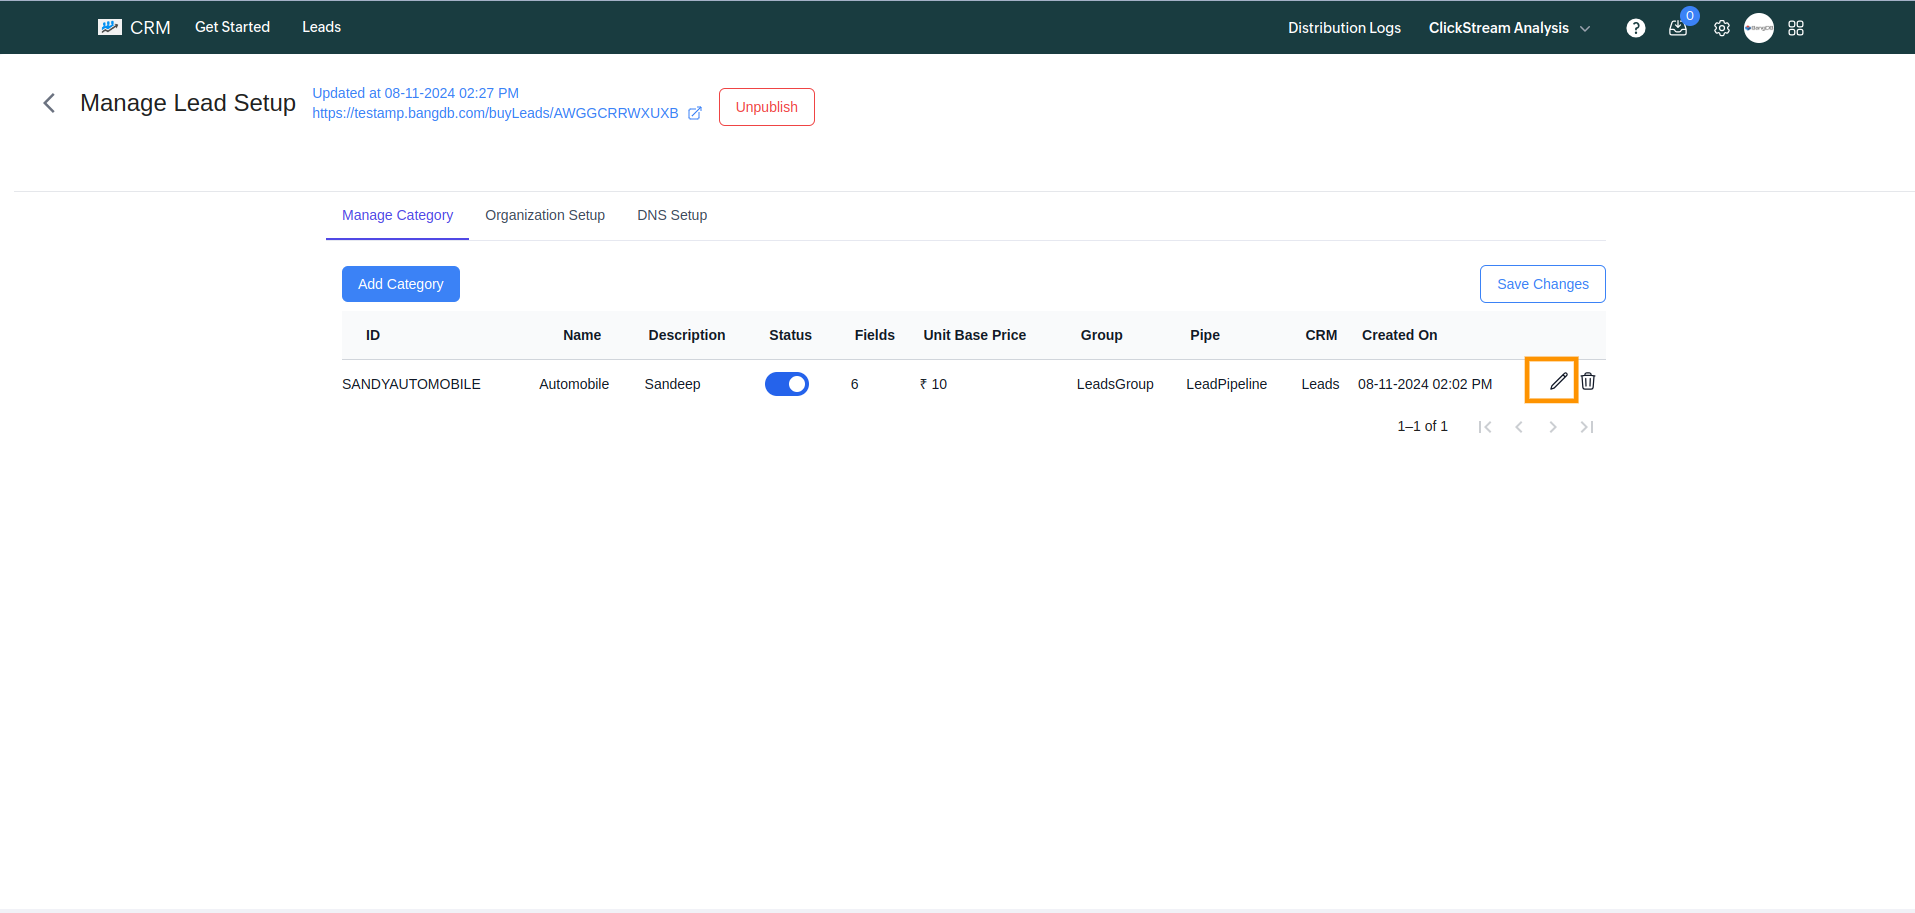 CRM Get Started Leads Distribution Logs ClickStream Analysis ? 0 BangDB
Manage Lead Setup
Updated at 08-11-2024 02:27 PM
https://testamp.bangdb.com/buyLeads/AWGGCRRWXUXB
Unpublish
Manage Category Organization Setup DNS Setup
Add Category Save Changes
ID Name Description Status Fields Unit Base Price Group Pipe CRM Created On
SANDYAUTOMOBILE Automobile Sandeep 6 ₹ 10 LeadsGroup LeadPipeline Leads 08-11-2024 02:02 PM
1–1 of 1